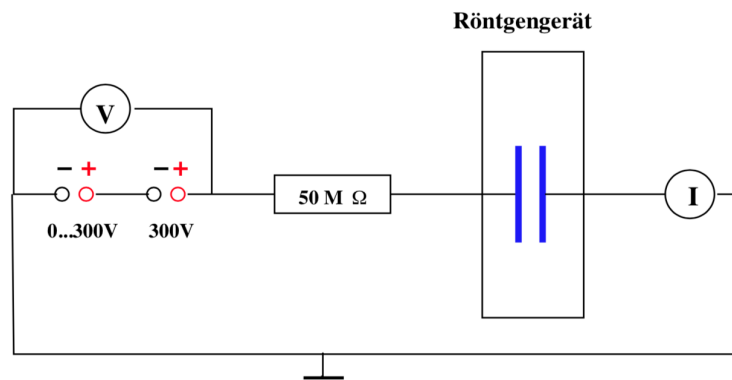 Röntgengerät
V
− + − +
50 M Ω
I
0...300V 300V